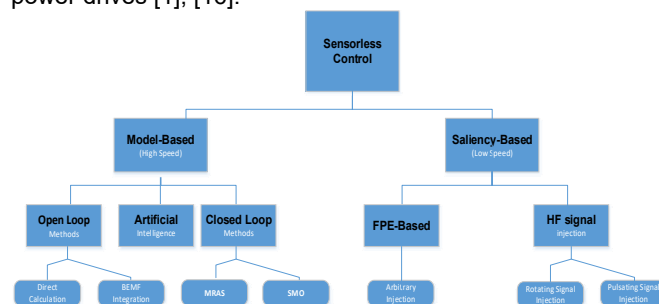 power drives [1], [10].
Sensorless
Control
Model-Based
(High Speed)
Saliency-Based
(Low Speed)
Open Loop
Methods
Artificial
Intelligence
Closed Loop
Methods
FPE-Based
HF signal
injection
Direct
Calculation
BEMF
Integration
MRAS
SMO
Arbitrary
Injection
Rotating Signal
Injection
Pulsating Signal
Injection